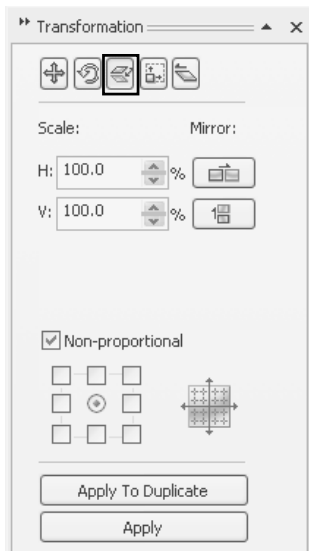 Transformation
Scale: Mirror:
H: 100.0 %
V: 100.0 %
Non-proportional
Apply To Duplicate
Apply